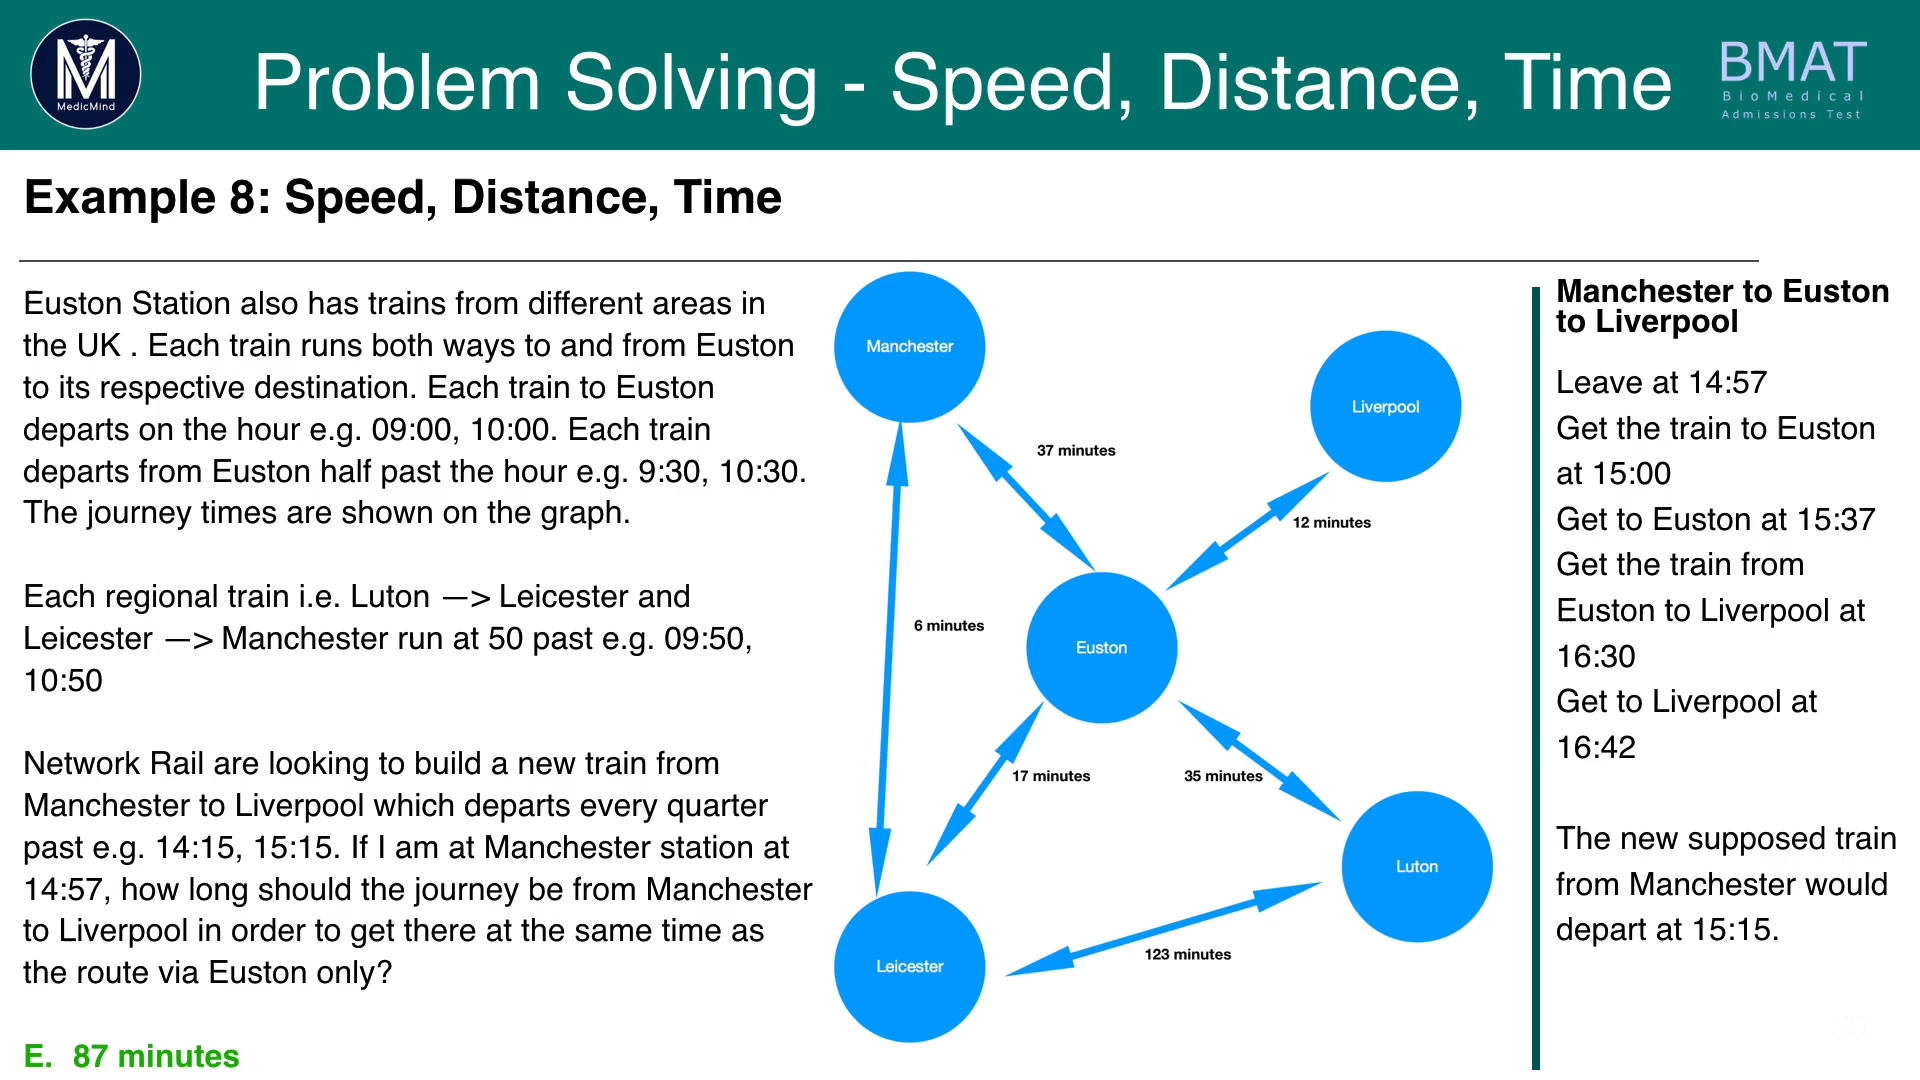 MedicMind
Problem Solving - Speed, Distance, Time
BMAT
BioMedical
Admissions Test
Example 8: Speed, Distance, Time
Euston Station also has trains from different areas in
the UK . Each train runs both ways to and from Euston
to its respective destination. Each train to Euston
departs on the hour e.g. 09:00, 10:00. Each train
departs from Euston half past the hour e.g. 9:30, 10:30.
The journey times are shown on the graph.
Each regional train i.e. Luton —> Leicester and
Leicester —> Manchester run at 50 past e.g. 09:50,
10:50
Network Rail are looking to build a new train from
Manchester to Liverpool which departs every quarter
past e.g. 14:15, 15:15. If I am at Manchester station at
14:57, how long should the journey be from Manchester
to Liverpool in order to get there at the same time as
the route via Euston only?
E. 87 minutes
Manchester
Liverpool
37 minutes
12 minutes
6 minutes
Euston
17 minutes
35 minutes
Luton
123 minutes
Leicester
Manchester to Euston
to Liverpool
Leave at 14:57
Get the train to Euston
at 15:00
Get to Euston at 15:37
Get the train from
Euston to Liverpool at
16:30
Get to Liverpool at
16:42
The new supposed train
from Manchester would
depart at 15:15.